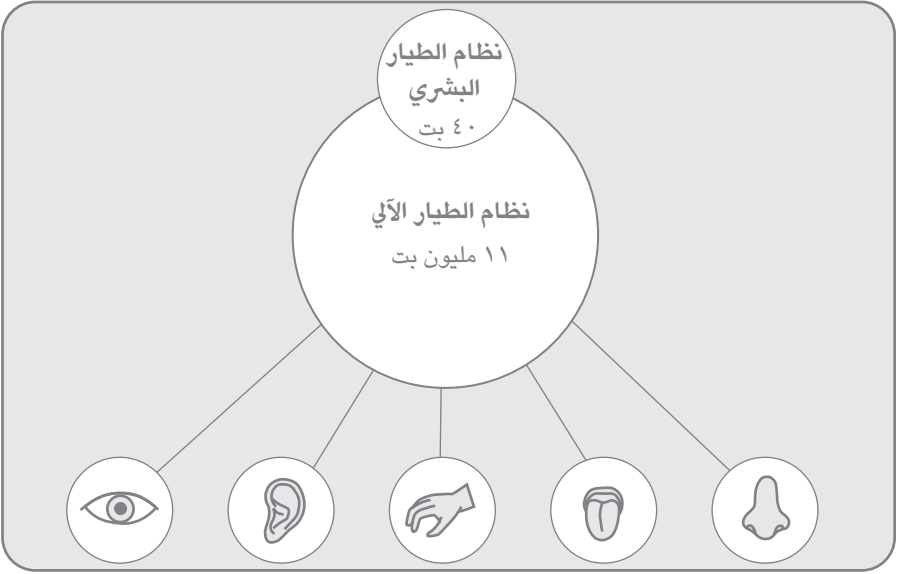 نظام الطيار
البشري
٤٠ بت
نظام الطيار الآلي
١١ مليون بت